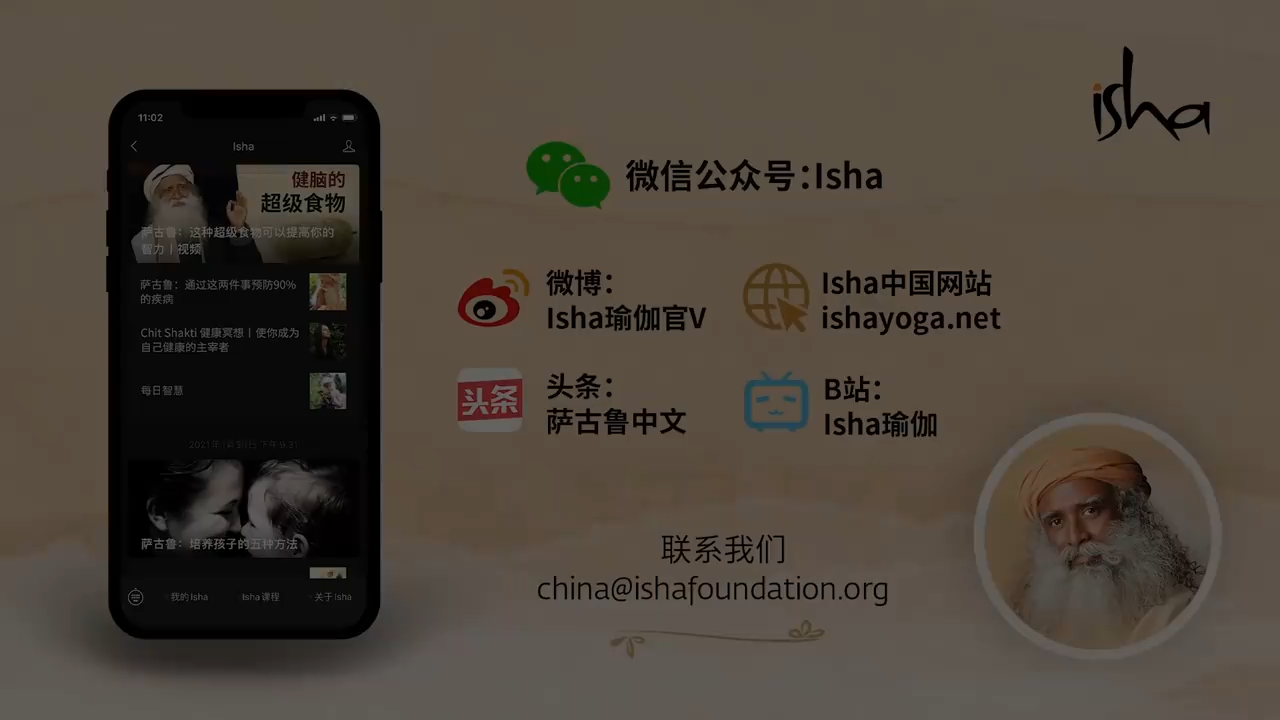 11:02
Isha
健脑的
超级食物
萨古鲁：这种超级食物可以提高你的
智力丨视频
萨古鲁：通过这两件事预防90%
的疾病
Chit Shakti 健康冥想丨使你成为
自己健康的主宰者
每日智慧
萨古鲁：培养孩子的五种方法
我的Isha
Isha课程
关于Isha
isha
微信公众号：Isha
微博：
Isha瑜伽官V
Isha中国网站
ishayoga.net
头条
头条：
萨古鲁中文
B站：
Isha瑜伽
联系我们
china@ishafoundation.org